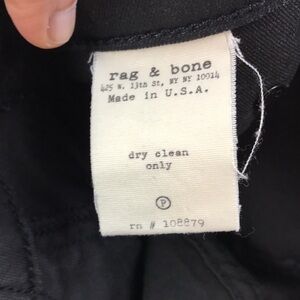 rag & bone
425 W. 13th St, NY NY 10014
Made in U.S.A.
dry clean
only
P
rn # 108879